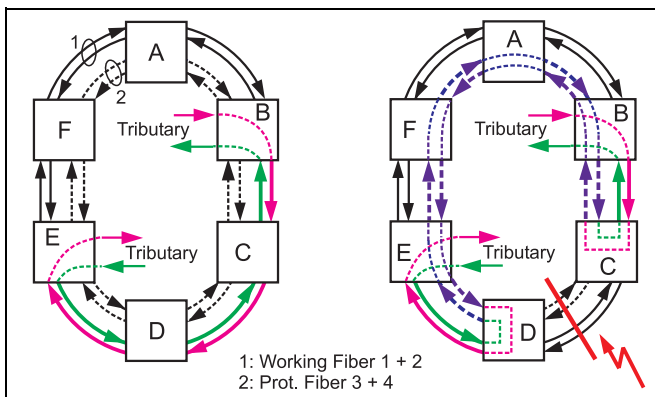 1
A
A
2
B
B
F
Tributary
F
Tributary
E
Tributary
C
E
Tributary
C
D
D
1: Working Fiber 1 + 2
2: Prot. Fiber 3 + 4